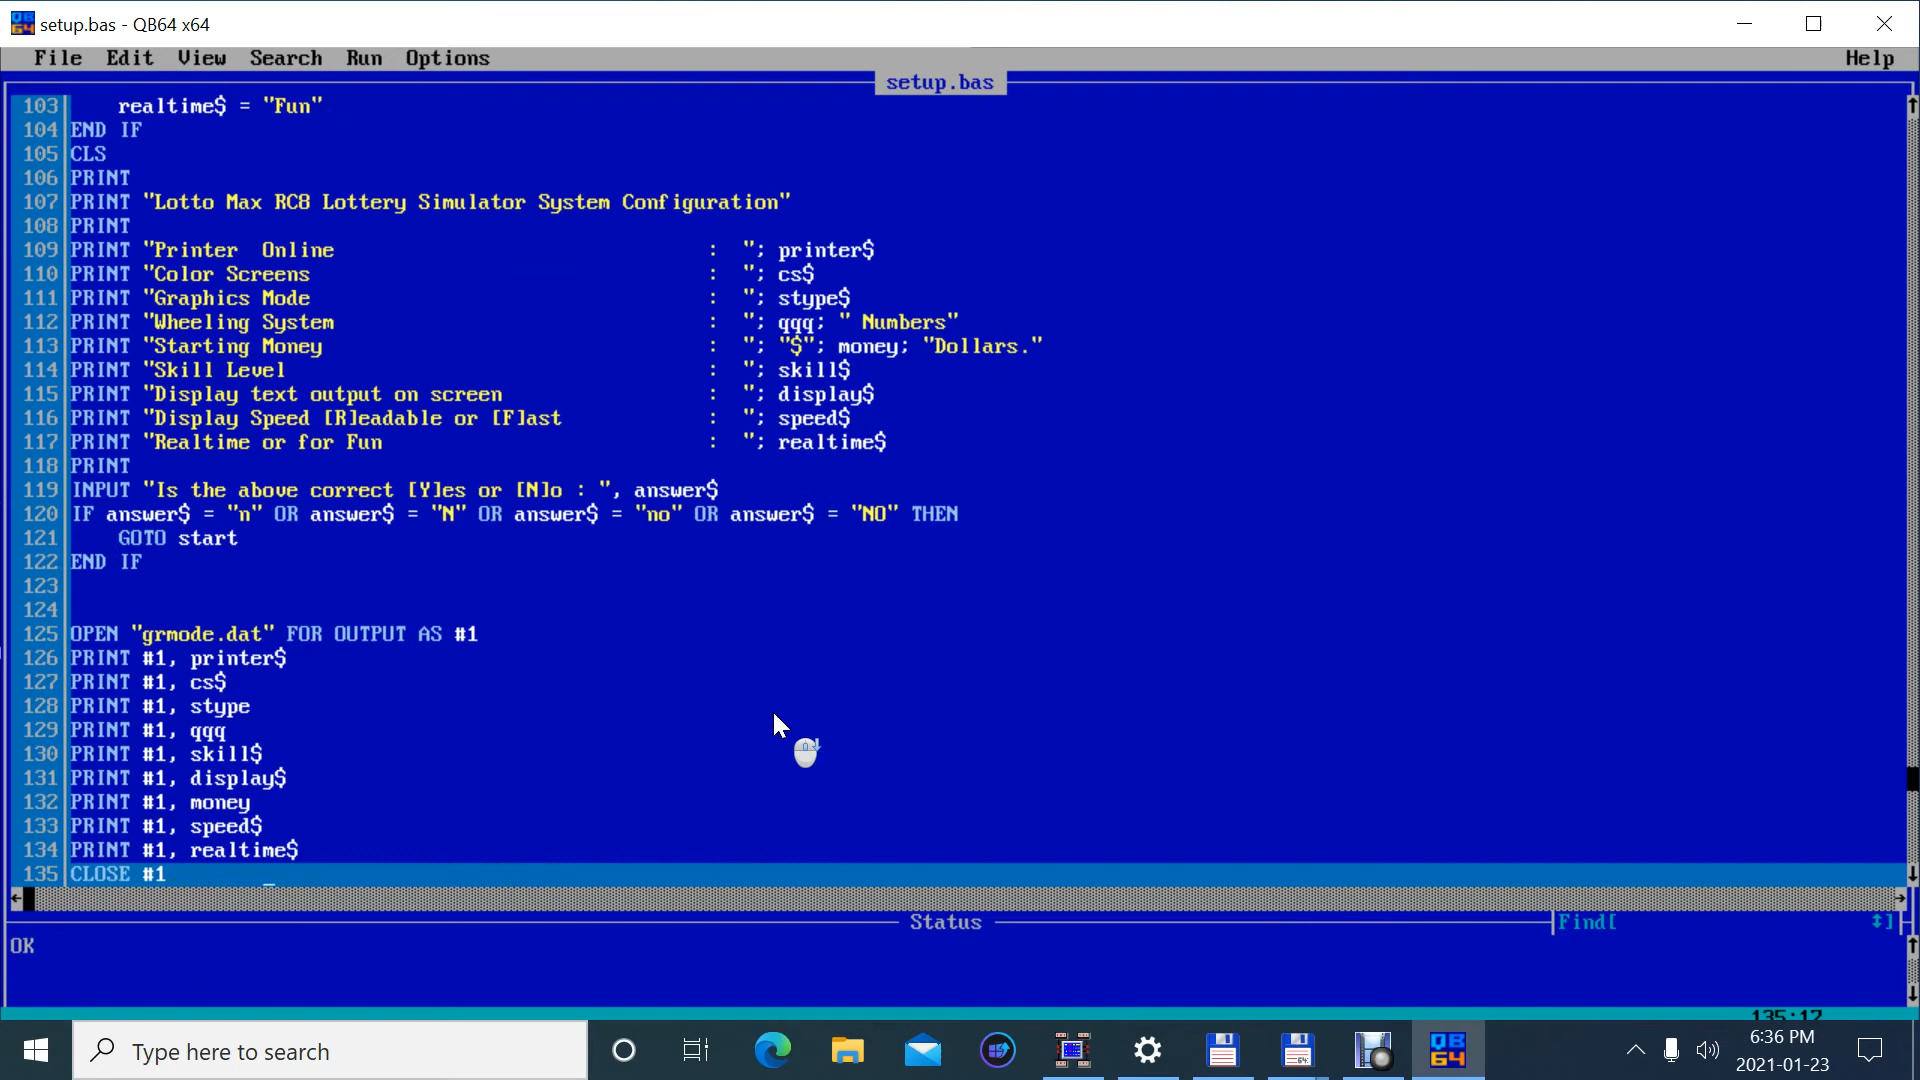 setup.bas - QB64 x64
File Edit View Search Run Options Help
setup.bas
103     realtime$ = "Fun"
104 END IF
105 CLS
106 PRINT
107 PRINT "Lotto Max RC8 Lottery Simulator System Configuration"
108 PRINT
109 PRINT "Printer  Online                               :  "; printer$
110 PRINT "Color Screens                                 :  "; cs$
111 PRINT "Graphics Mode                                 :  "; stype$
112 PRINT "Wheeling System                               :  "; qqq; " Numbers"
113 PRINT "Starting Money                                :  "; "$"; money; "Dollars."
114 PRINT "Skill Level                                   :  "; skill$
115 PRINT "Display text output on screen                 :  "; display$
116 PRINT "Display Speed [R]eadable or [F]ast            :  "; speed$
117 PRINT "Realtime or for Fun                           :  "; realtime$
118 PRINT
119 INPUT "Is the above correct [Y]es or [N]o : ", answer$
120 IF answer$ = "n" OR answer$ = "N" OR answer$ = "no" OR answer$ = "NO" THEN
121     GOTO start
122 END IF
123
124
125 OPEN "grmode.dat" FOR OUTPUT AS #1
126 PRINT #1, printer$
127 PRINT #1, cs$
128 PRINT #1, stype
129 PRINT #1, qqq
130 PRINT #1, skill$
131 PRINT #1, display$
132 PRINT #1, money
133 PRINT #1, speed$
134 PRINT #1, realtime$
135 CLOSE #1
Status
Find[ ]
OK
135:17
Type here to search
QB64
6:36 PM
2021-01-23